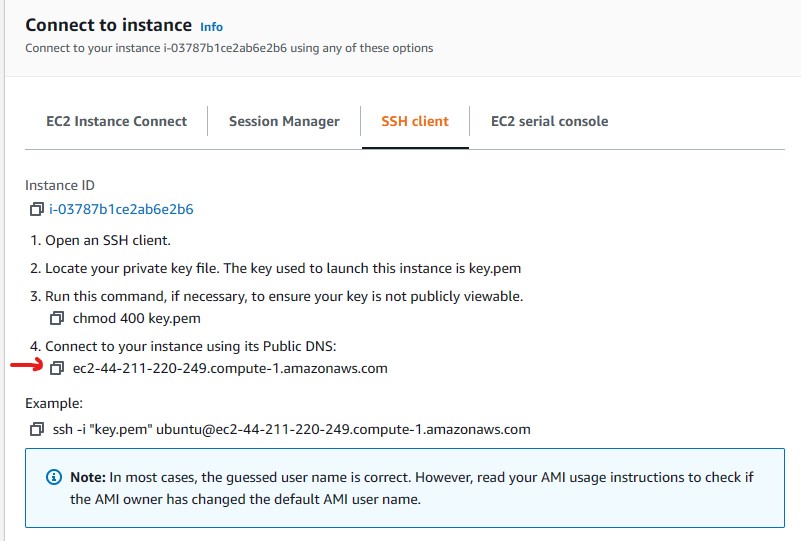 Connect to instance Info
Connect to your instance i-03787b1ce2ab6e2b6 using any of these options
EC2 Instance Connect
Session Manager
SSH client
EC2 serial console
Instance ID
i-03787b1ce2ab6e2b6
1. Open an SSH client.
2. Locate your private key file. The key used to launch this instance is key.pem
3. Run this command, if necessary, to ensure your key is not publicly viewable.
chmod 400 key.pem
4. Connect to your instance using its Public DNS:
ec2-44-211-220-249.compute-1.amazonaws.com
Example:
ssh -i "key.pem" ubuntu@ec2-44-211-220-249.compute-1.amazonaws.com
Note: In most cases, the guessed user name is correct. However, read your AMI usage instructions to check if
the AMI owner has changed the default AMI user name.